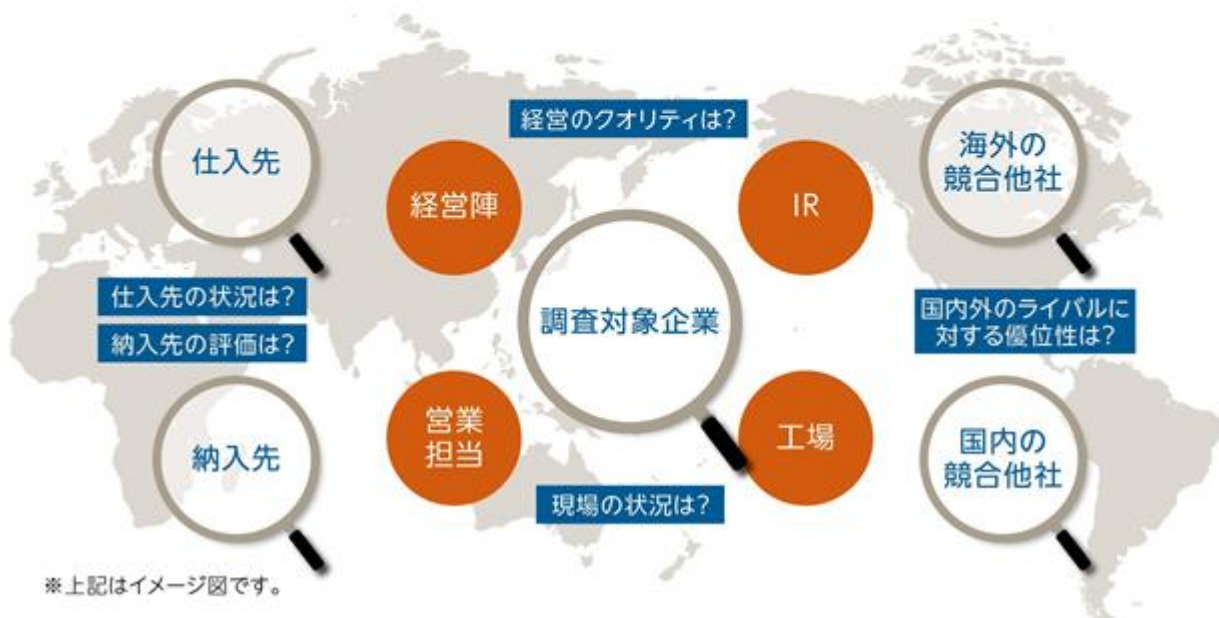 経営のクオリティは?
仕入先
経営陣
IR
海外の
競合他社
調査対象企業
仕入先の状況は?
納入先の評価は?
国内外のライバルに
対する優位性は?
納入先
営業
担当
工場
国内の
競合他社
現場の状況は?
※上記はイメージ図です。